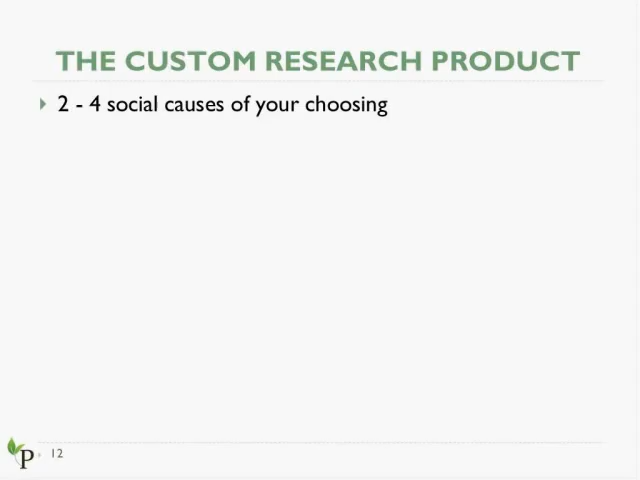 THE CUSTOM RESEARCH PRODUCT
2 - 4 social causes of your choosing
P
12